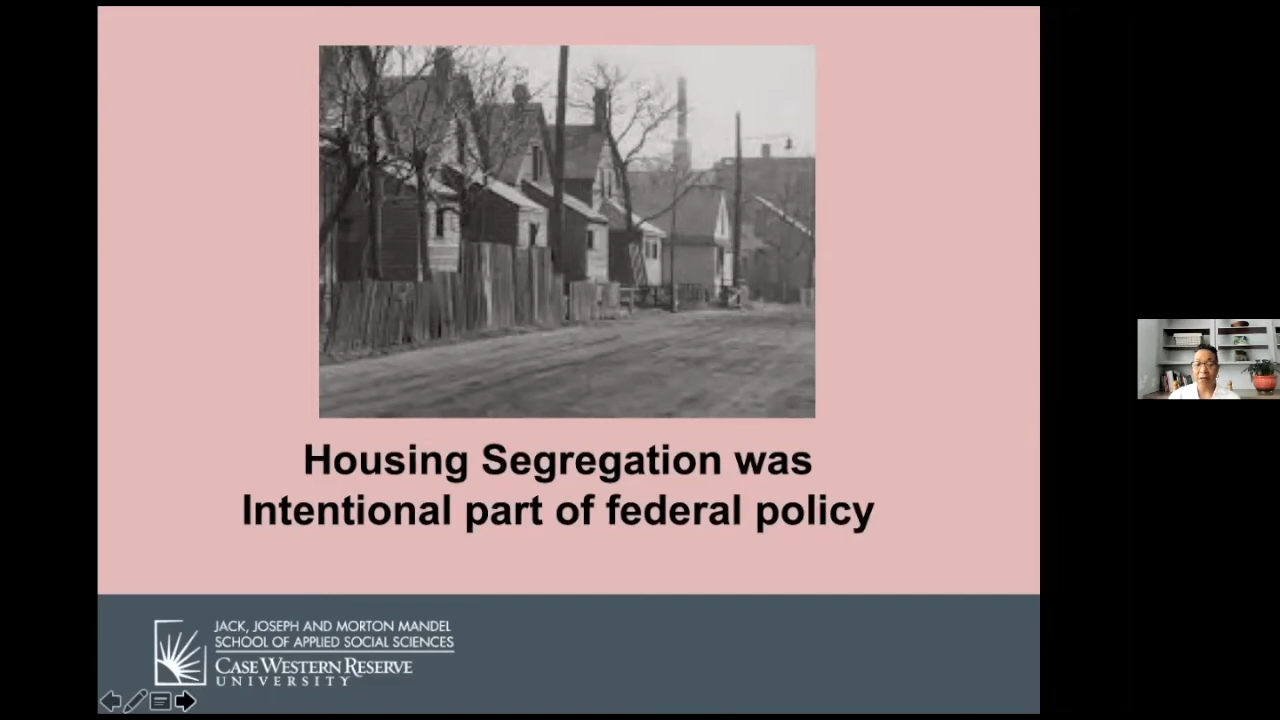 Housing Segregation was
Intentional part of federal policy
JACK, JOSEPH AND MORTON MANDEL
SCHOOL OF APPLIED SOCIAL SCIENCES
CASE WESTERN RESERVE
UNIVERSITY